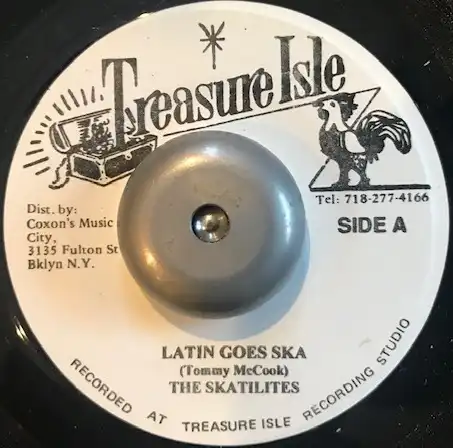 Treasure Isle
Tel: 718-277-4166
Dist. by:
Coxon's Music
City,
3135 Fulton St
Bklyn N.Y.
SIDE A
LATIN GOES SKA
(Tommy McCook)
THE SKATILITES
RECORDED AT TREASURE ISLE RECORDING STUDIO